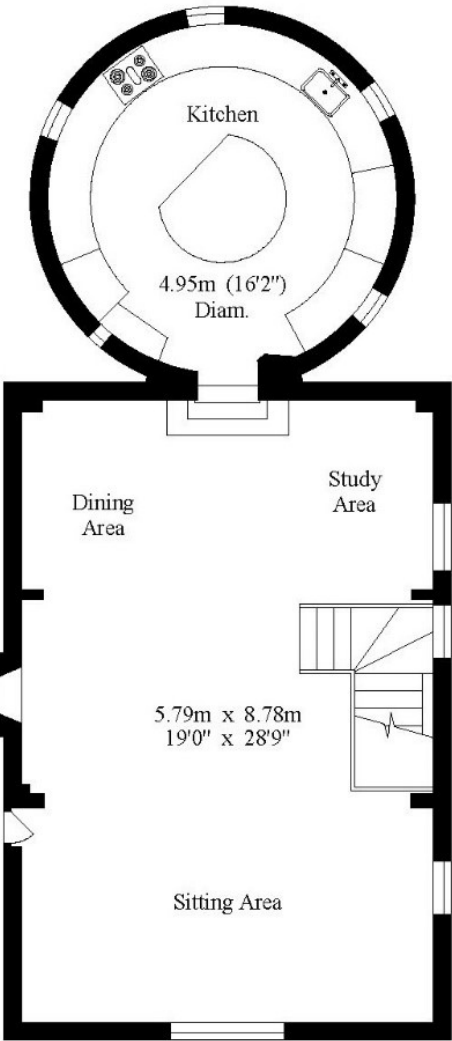 Kitchen
4.95m (16'2")
Diam.
Dining
Area
Study
Area
5.79m x 8.78m
19'0" x 28'9"
Sitting Area